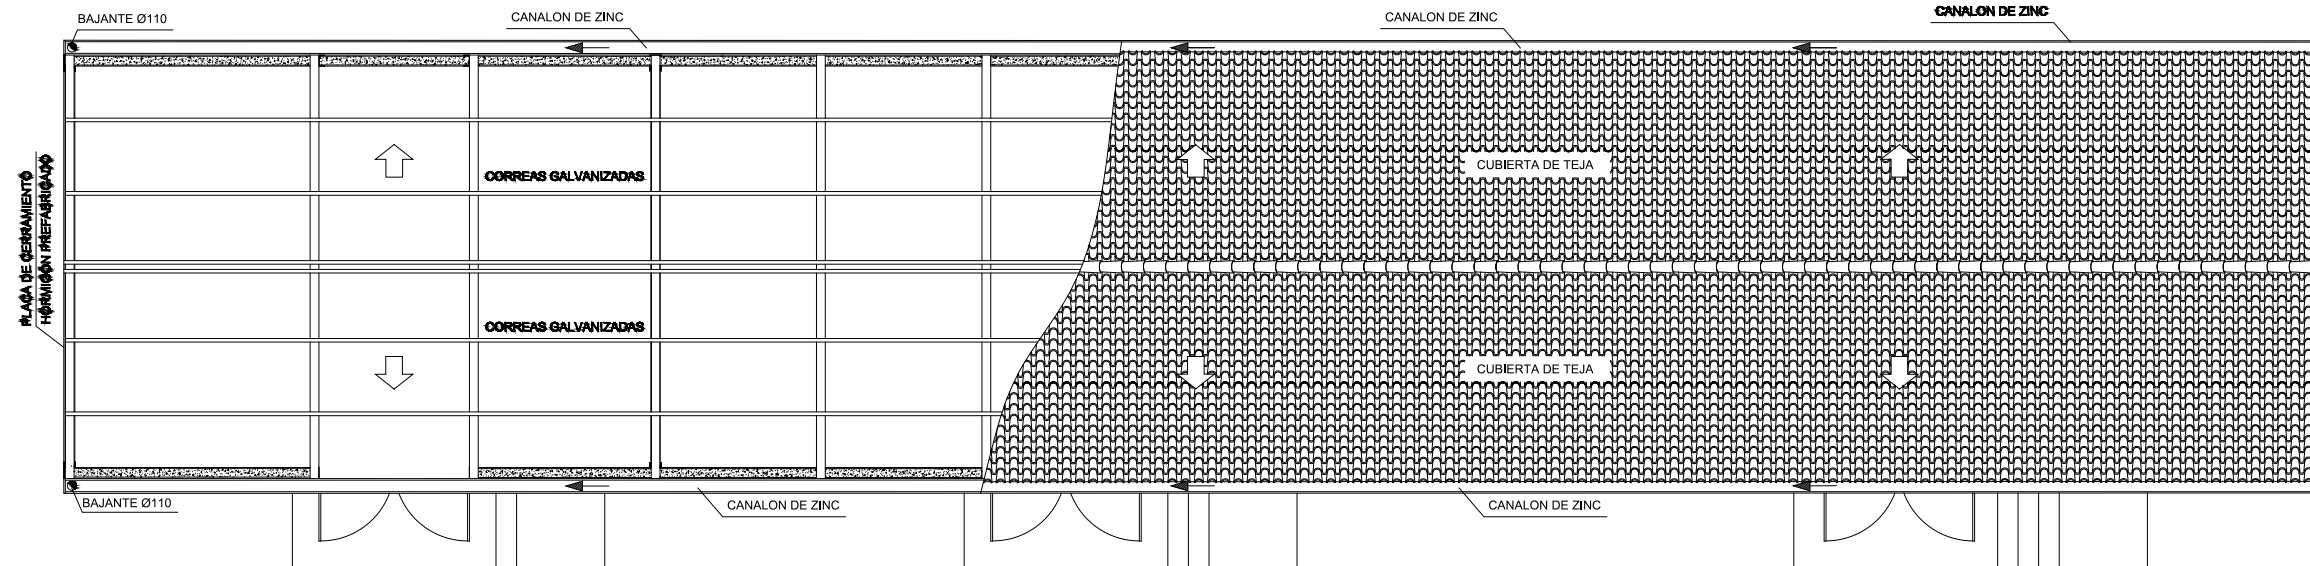 BAJANTE Ø110
CANALON DE ZINC
CANALON DE ZINC
CANALON DE ZINC
PLACA DE CERRAMIENTO
HORMIGÓN PREFABRICADO
CORREAS GALVANIZADAS
CUBIERTA DE TEJA
CORREAS GALVANIZADAS
CUBIERTA DE TEJA
BAJANTE Ø110
CANALON DE ZINC
CANALON DE ZINC